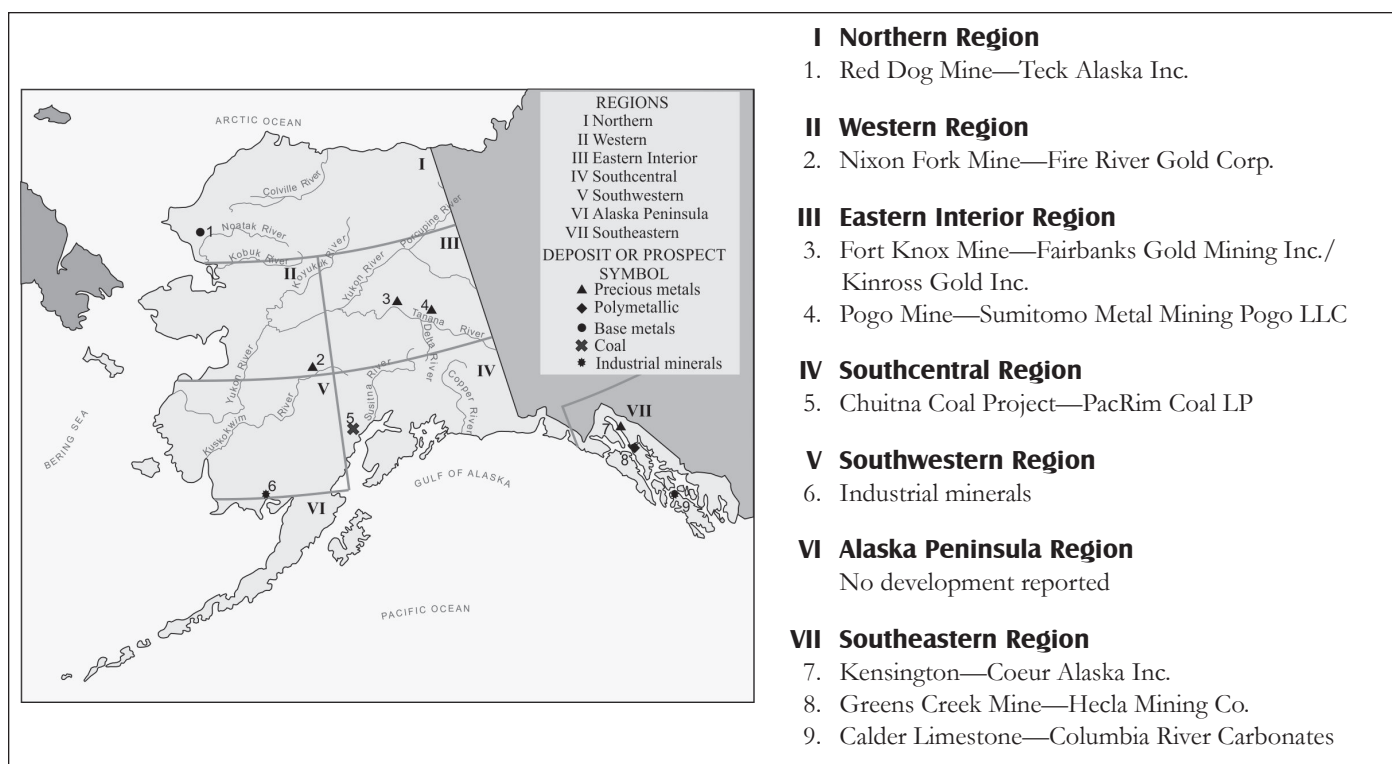 ARCTIC OCEAN
I
Colville River
1
Noatak River
Kobuk River
II
Koyukuk River
Yukon River
Porcupine River
III
3
4
Tanana River
Delta River
2
Yukon River
V
IV
Kuskokwim River
Susitna River
Copper River
5
BERING SEA
6
VI
GULF OF ALASKA
VII
7
8
9
PACIFIC OCEAN
REGIONS
I Northern
II Western
III Eastern Interior
IV Southcentral
V Southwestern
VI Alaska Peninsula
VII Southeastern
DEPOSIT OR PROSPECT
SYMBOL
Precious metals
Polymetallic
Base metals
Coal
Industrial minerals
I Northern Region
1. Red Dog Mine—Teck Alaska Inc.
II Western Region
2. Nixon Fork Mine—Fire River Gold Corp.
III Eastern Interior Region
3. Fort Knox Mine—Fairbanks Gold Mining Inc./
Kinross Gold Inc.
4. Pogo Mine—Sumitomo Metal Mining Pogo LLC
IV Southcentral Region
5. Chuitna Coal Project—PacRim Coal LP
V Southwestern Region
6. Industrial minerals
VI Alaska Peninsula Region
No development reported
VII Southeastern Region
7. Kensington—Coeur Alaska Inc.
8. Greens Creek Mine—Hecla Mining Co.
9. Calder Limestone—Columbia River Carbonates